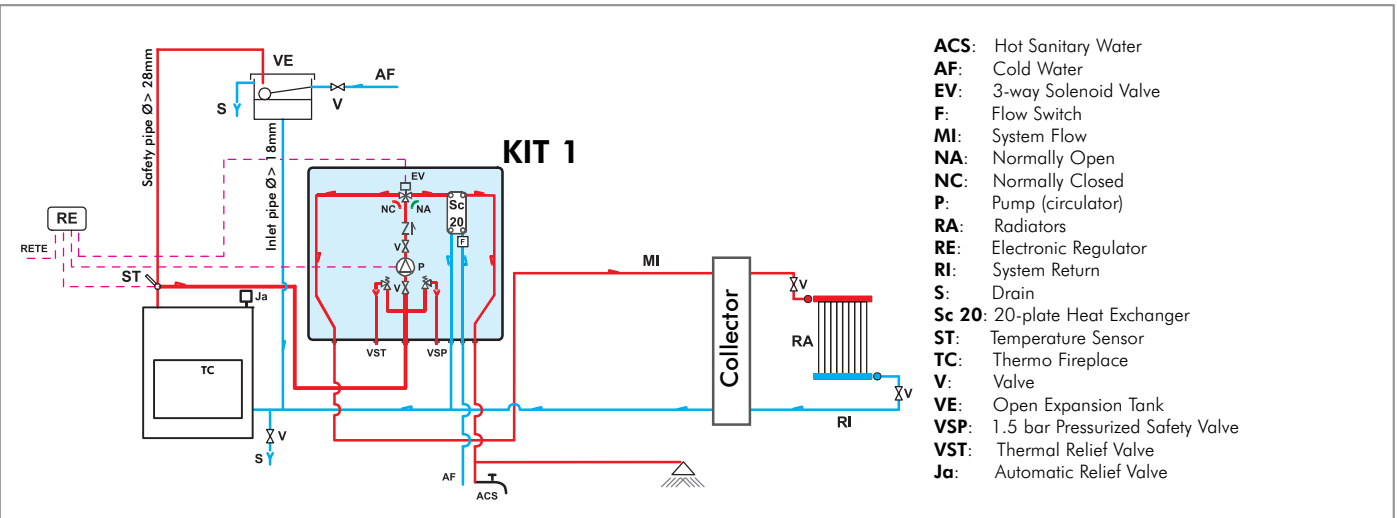 VE
AF
S
V
Safety pipe Ø> 28mm
Inlet pipe Ø> 18mm
KIT 1
EV
NC
NA
Sc
20
F
V
P
V
RE
RETE
ST
Ja
TC
VST
VSP
MI
Collector
V
RA
V
RI
V
S
AF
ACS
ACS: Hot Sanitary Water
AF: Cold Water
EV: 3-way Solenoid Valve
F: Flow Switch
MI: System Flow
NA: Normally Open
NC: Normally Closed
P: Pump (circulator)
RA: Radiators
RE: Electronic Regulator
RI: System Return
S: Drain
Sc 20: 20-plate Heat Exchanger
ST: Temperature Sensor
TC: Thermo Fireplace
V: Valve
VE: Open Expansion Tank
VSP: 1.5 bar Pressurized Safety Valve
VST: Thermal Relief Valve
Ja: Automatic Relief Valve